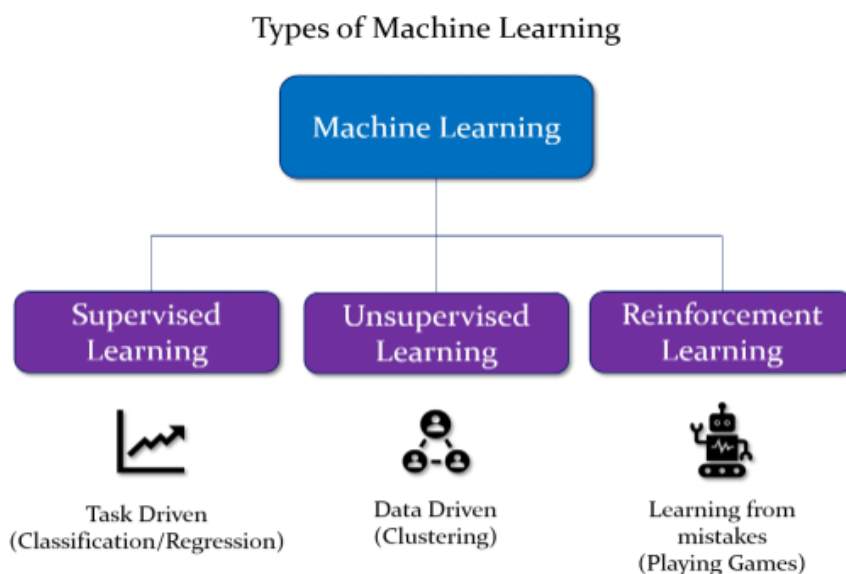 Types of Machine Learning
Machine Learning
Supervised
Learning
Unsupervised
Learning
Reinforcement
Learning
Task Driven
(Classification/Regression)
Data Driven
(Clustering)
Learning from
mistakes
(Playing Games)